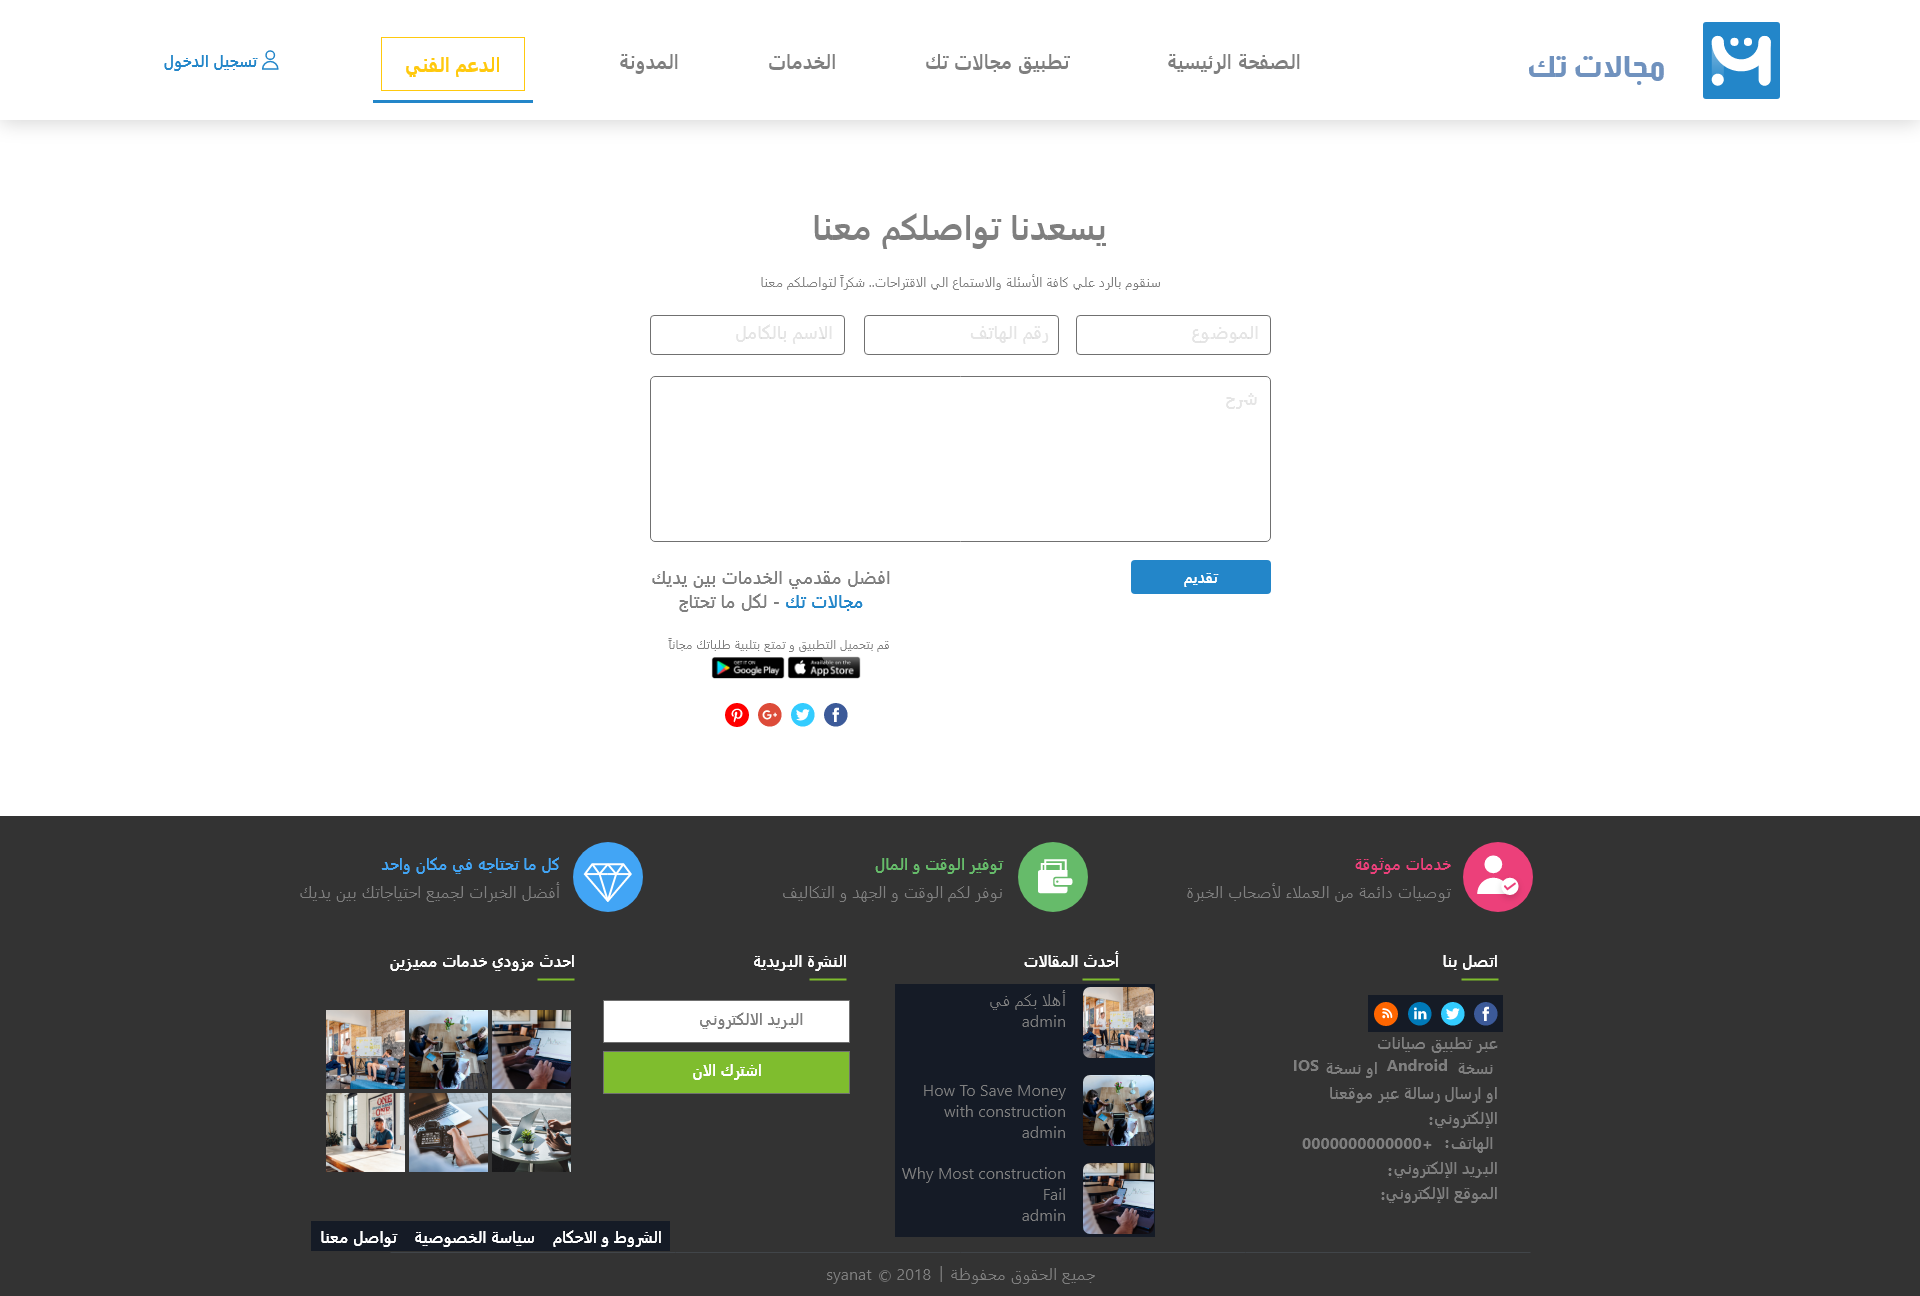 مجالات تك
الصفحة الرئيسية
تطبيق مجالات تك
الخدمات
المدونة
الدعم الفني
تسجيل الدخول
يسعدنا تواصلكم معنا
سنقوم بالرد علي كافة الأسئلة والاستماع الي الاقتراحات.. شكراً لتواصلكم معنا
الموضوع
رقم الهاتف
الاسم بالكامل
شرح
تقديم
افضل مقدمي الخدمات بين يديك
مجالات تك - لكل ما تحتاج
قم بتحميل التطبيق و تمتع بتلبية طلباتك مجاناً
GET IT ON
Google Play
Available on the
App Store
خدمات موثوقة
توصيات دائمة من العملاء لأصحاب الخبرة
توفير الوقت و المال
نوفر لكم الوقت و الجهد و التكاليف
كل ما تحتاجه في مكان واحد
أفضل الخبرات لجميع احتياجاتك بين يديك
اتصل بنا
عبر تطبيق صيانات
نسخة Android او نسخة IOS
او ارسال رسالة عبر موقعنا
الإلكتروني:
الهاتف: +0000000000000
البريد الإلكتروني:
الموقع الإلكتروني:
أحدث المقالات
أهلا بكم في
admin
How To Save Money
with construction
admin
Why Most construction
Fail
admin
النشرة البريدية
البريد الالكتروني
اشترك الان
احدث مزودي خدمات مميزين
الشروط و الاحكام
سياسة الخصوصية
تواصل معنا
جميع الحقوق محفوظة | syanat © 2018